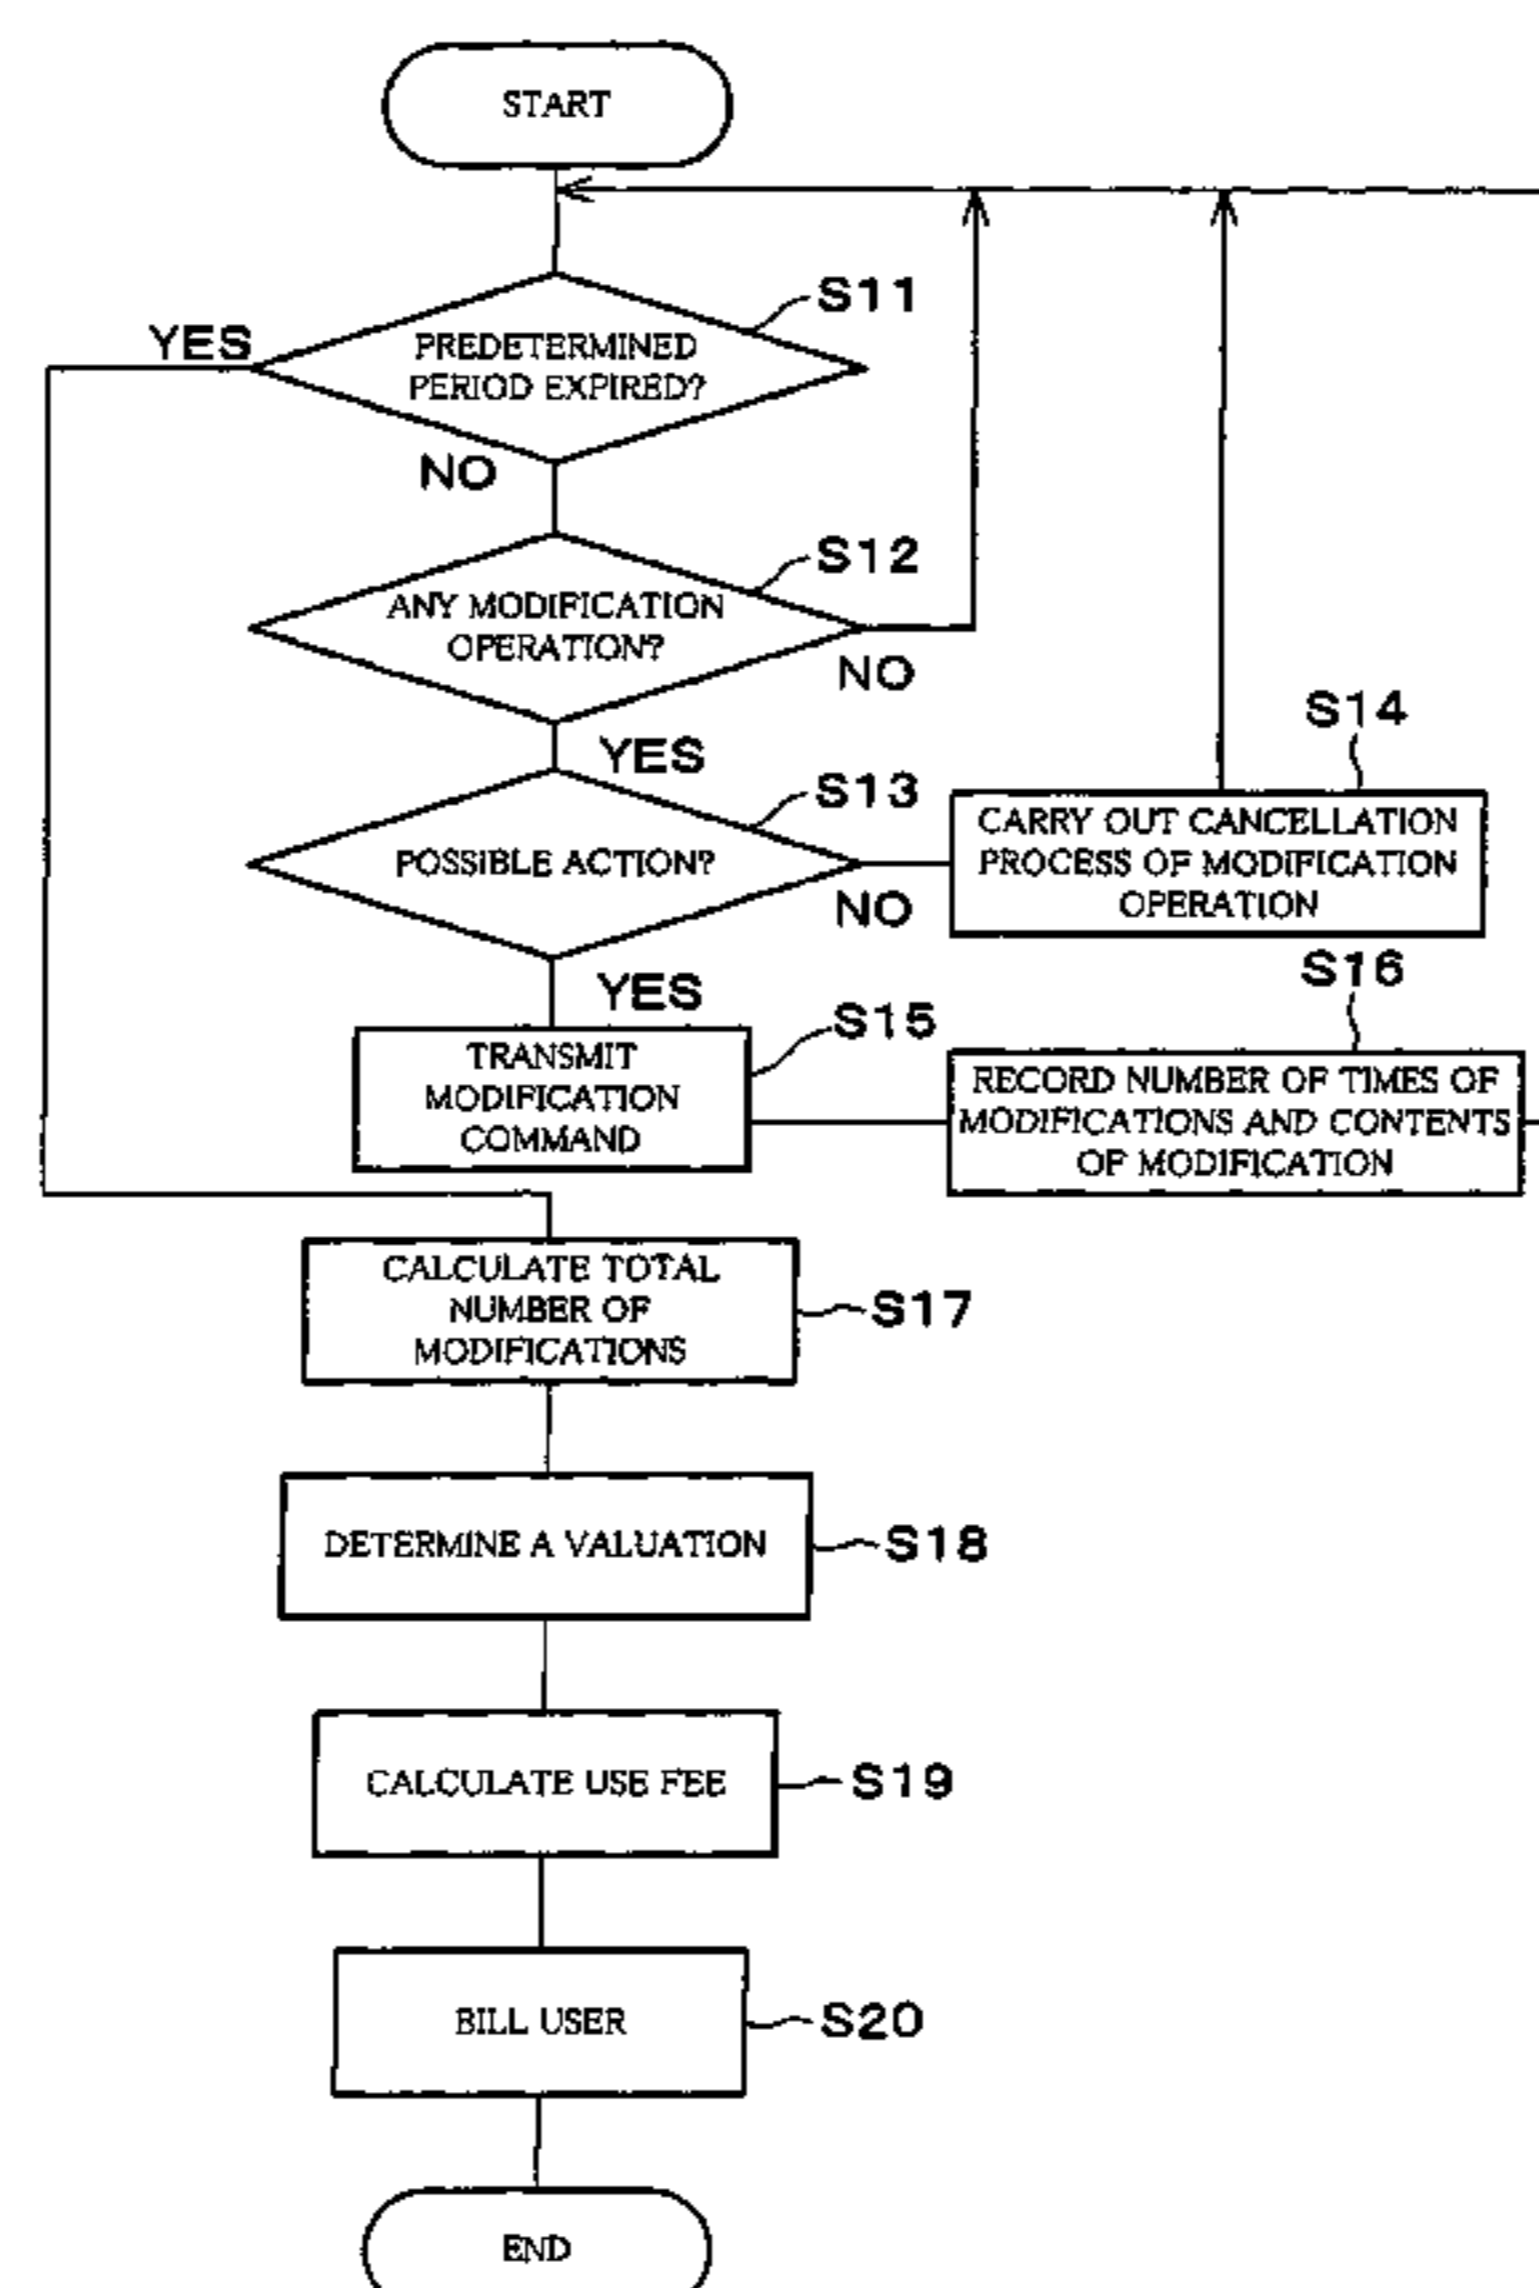 START
S11
YES
PREDETERMINED
PERIOD EXPIRED?
NO
S12
ANY MODIFICATION
OPERATION?
NO
YES
S13
POSSIBLE ACTION?
NO
S14
CARRY OUT CANCELLATION
PROCESS OF MODIFICATION
OPERATION
YES
S15
TRANSMIT
MODIFICATION
COMMAND
S16
RECORD NUMBER OF TIMES OF
MODIFICATIONS AND CONTENTS
OF MODIFICATION
CALCULATE TOTAL
NUMBER OF
MODIFICATIONS
S17
DETERMINE A VALUATION
S18
CALCULATE USE FEE
S19
BILL USER
S20
END